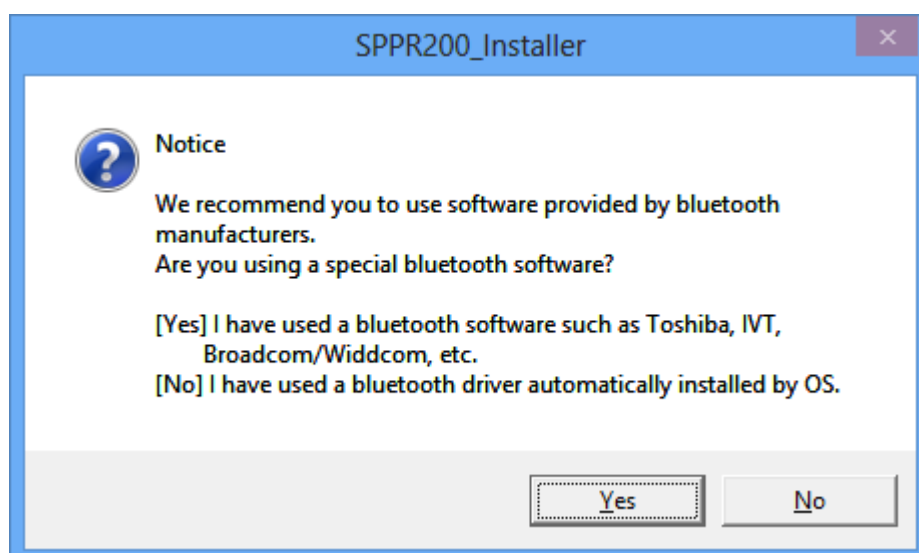 SPPR200_Installer
Notice
We recommend you to use software provided by bluetooth
manufacturers.
Are you using a special bluetooth software?
[Yes] I have used a bluetooth software such as Toshiba, IVT,
Broadcom/Widdcom, etc.
[No] I have used a bluetooth driver automatically installed by OS.
Yes No